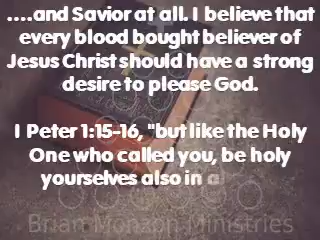 ....and Savior at all. I believe that
every blood bought believer of
Jesus Christ should have a strong
desire to please God.
I Peter 1:15-16, "but like the Holy
One who called you, be holy
yourselves also in a
Brian Monzon Ministries